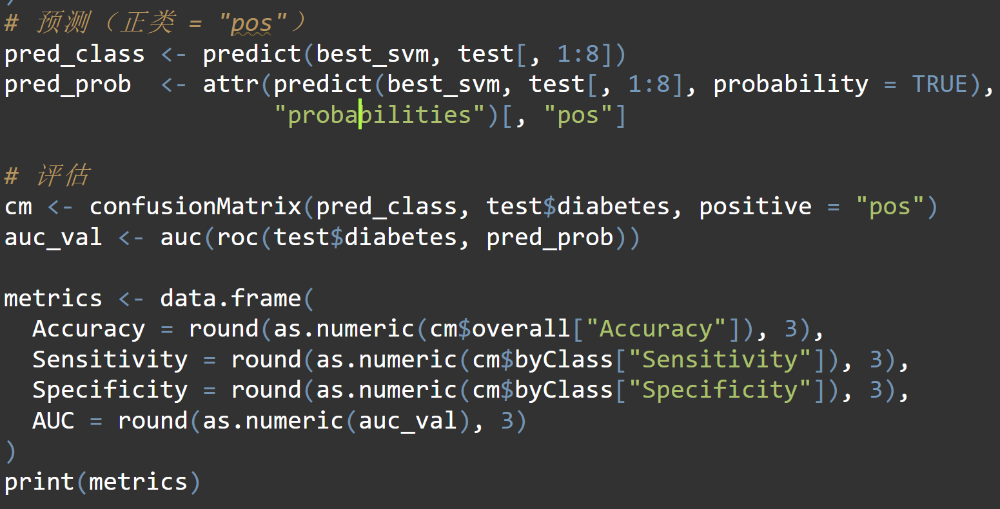 )
# 预测（正类 = "pos"）
pred_class <- predict(best_svm, test[, 1:8])
pred_prob  <- attr(predict(best_svm, test[, 1:8], probability = TRUE),
                   "probabilities")[, "pos"]
# 评估
cm <- confusionMatrix(pred_class, test$diabetes, positive = "pos")
auc_val <- auc(roc(test$diabetes, pred_prob))
metrics <- data.frame(
  Accuracy = round(as.numeric(cm$overall["Accuracy"]), 3),
  Sensitivity = round(as.numeric(cm$byClass["Sensitivity"]), 3),
  Specificity = round(as.numeric(cm$byClass["Specificity"]), 3),
  AUC = round(as.numeric(auc_val), 3)
)
print(metrics)